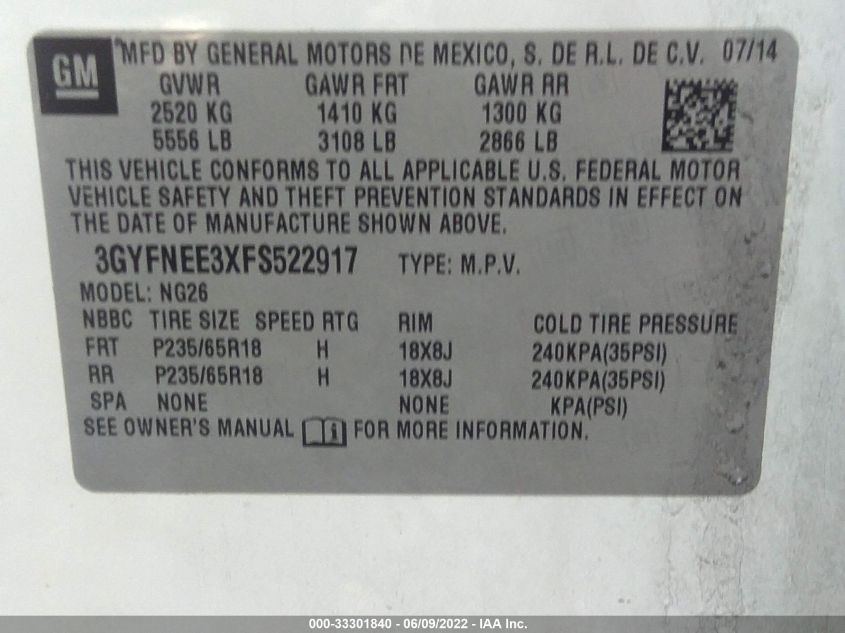 GM
MFD BY GENERAL MOTORS DE MEXICO, S. DE R.L. DE C.V. 07/14
GVWR GAWR FRT GAWR RR
2520 KG 1410 KG 1300 KG
5556 LB 3108 LB 2866 LB
THIS VEHICLE CONFORMS TO ALL APPLICABLE U.S. FEDERAL MOTOR
VEHICLE SAFETY AND THEFT PREVENTION STANDARDS IN EFFECT ON
THE DATE OF MANUFACTURE SHOWN ABOVE.
3GYFNEE3XFS522917 TYPE: M.P.V.
MODEL: NG26
NBBC TIRE SIZE SPEED RTG RIM COLD TIRE PRESSURE
FRT P235/65R18 H 18X8J 240KPA(35PSI)
RR P235/65R18 H 18X8J 240KPA(35PSI)
SPA NONE NONE KPA(PSI)
SEE OWNER'S MANUAL FOR MORE INFORMATION.
000-33301840 - 06/09/2022 - IAA Inc.